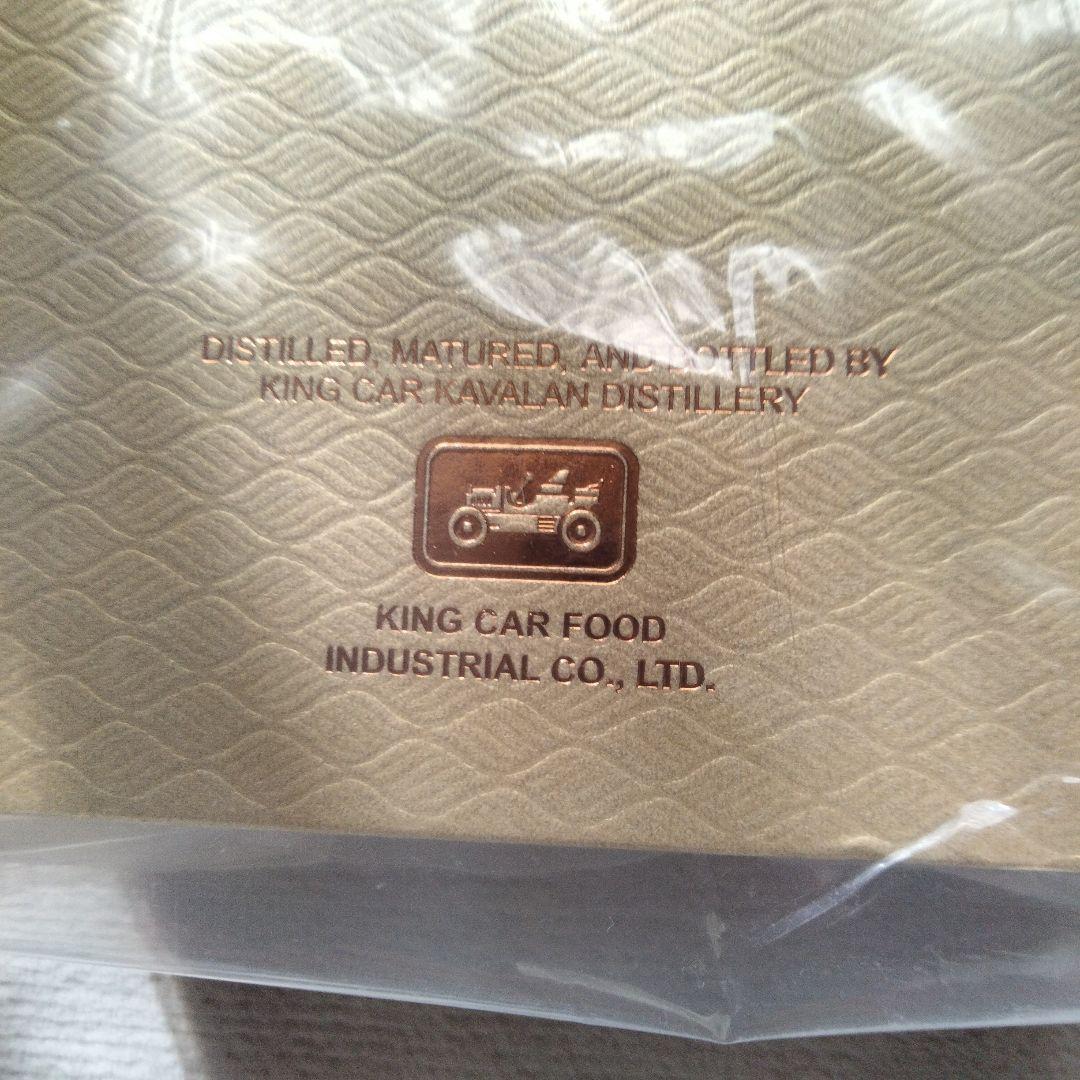 DISTILLED, MATURED, AND BOTTLED BY
KING CAR KAVALAN DISTILLERY
KING CAR FOOD
INDUSTRIAL CO., LTD.